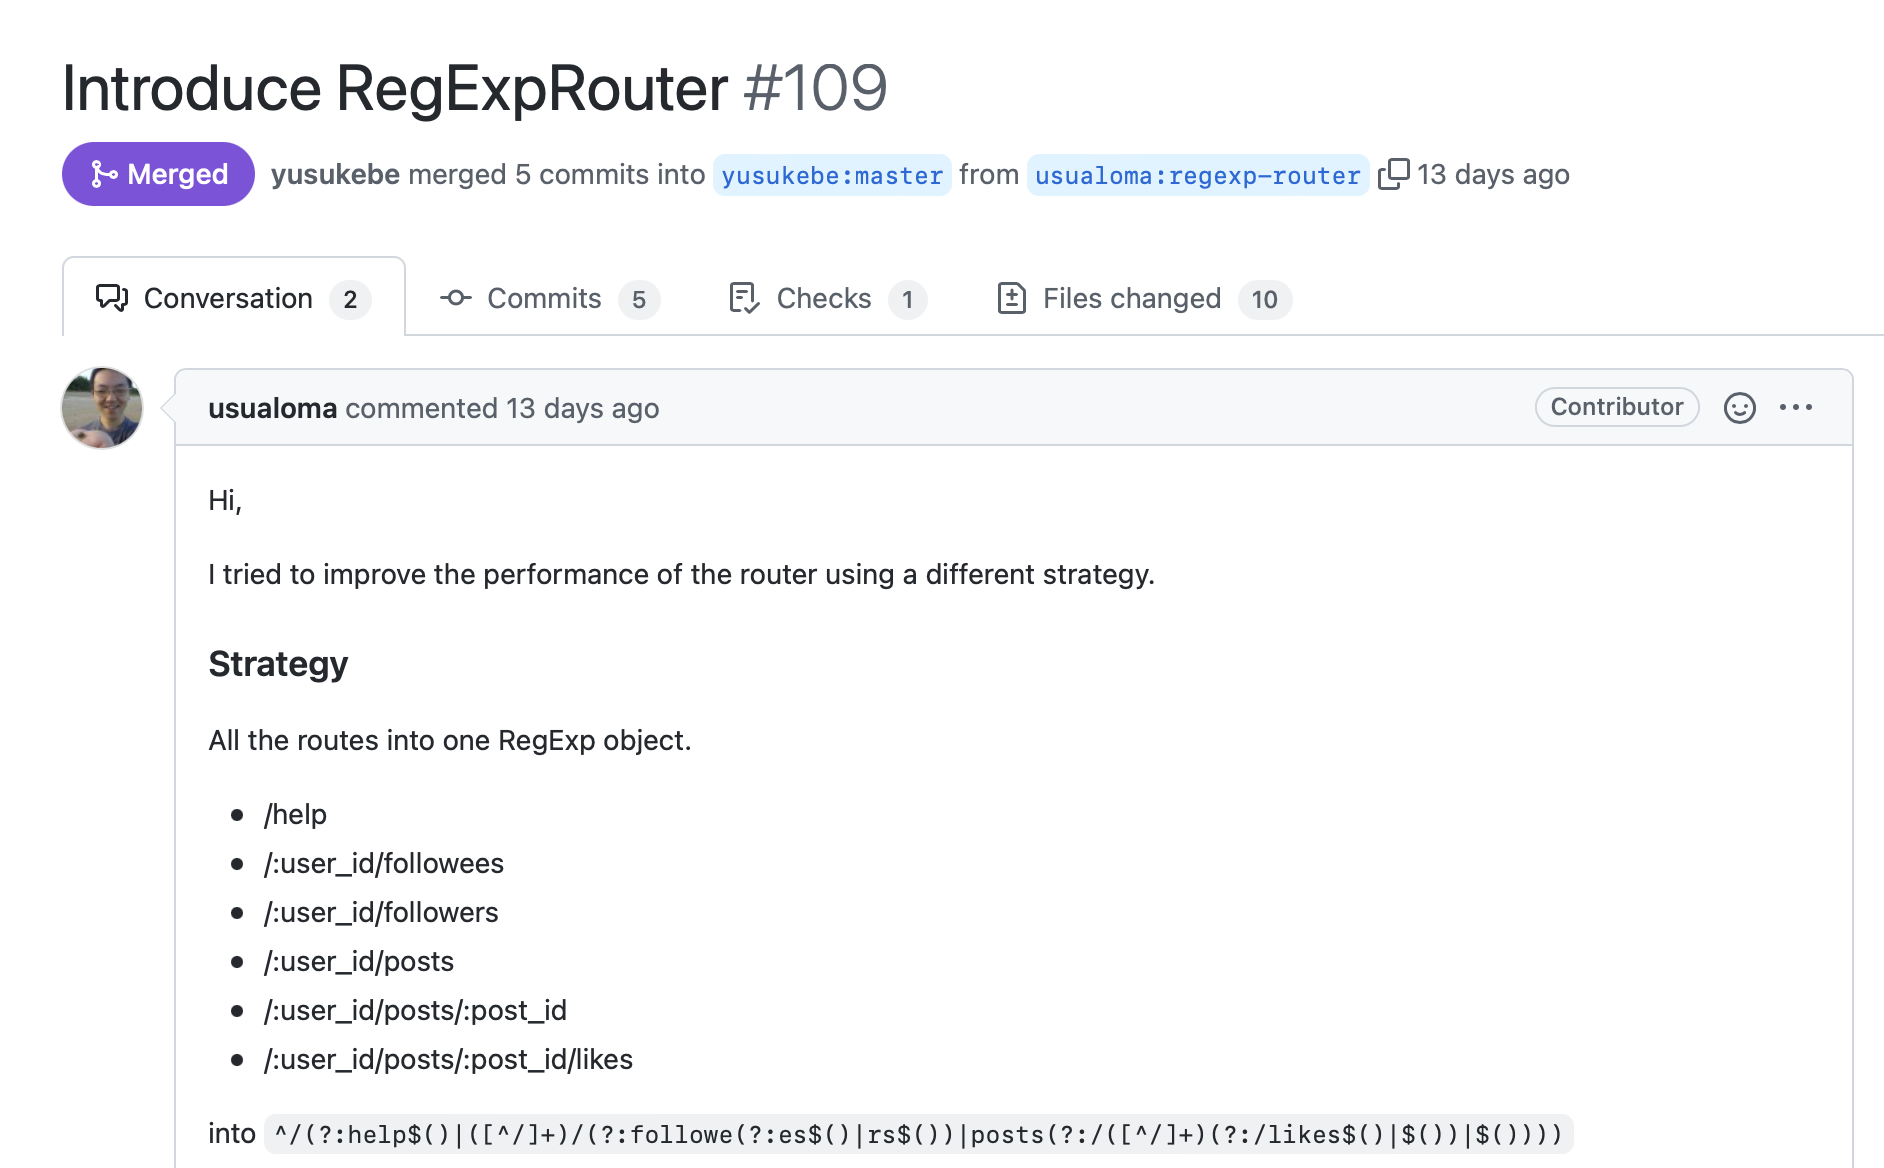 Introduce RegExpRouter #109
Merged yusukebe merged 5 commits into yusukebe:master from usualoma:regexp-router 13 days ago
Conversation 2 Commits 5 Checks 1 Files changed 10
usualoma commented 13 days ago Contributor
Hi,
I tried to improve the performance of the router using a different strategy.
Strategy
All the routes into one RegExp object.
• /help
• /:user_id/followees
• /:user_id/followers
• /:user_id/posts
• /:user_id/posts/:post_id
• /:user_id/posts/:post_id/likes
into ^/(?:help$()|([^/]+)/(?:followe(?:es$()|rs$())|posts(?:/([^/]+)(?:/likes$()|$())|$())))